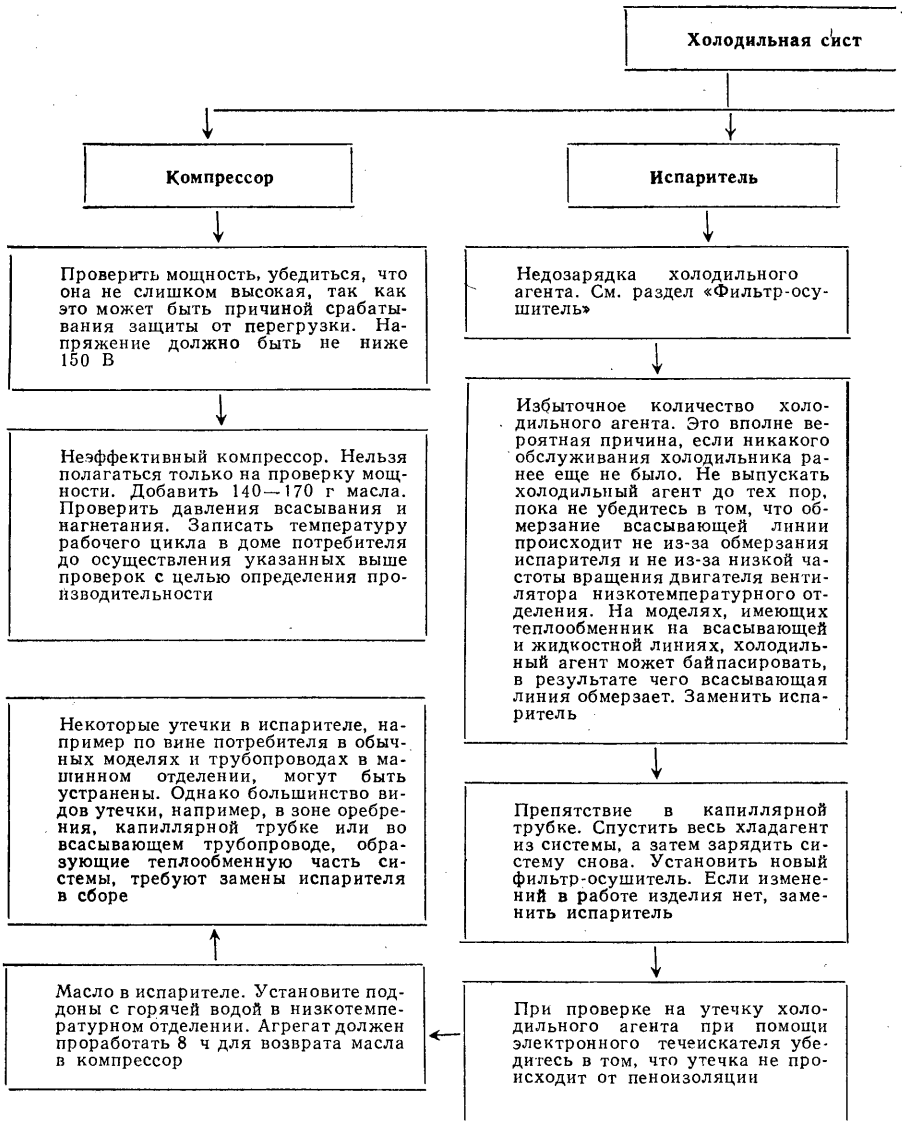 Холодильная сист
Компрессор
Проверить мощность, убедиться, что
она не слишком высокая, так как
это может быть причиной срабаты-
вания защиты от перегрузки. На-
пряжение должно быть не ниже
150 В
Неэффективный компрессор. Нельзя
полагаться только на проверку мощ-
ности. Добавить 140—170 г масла.
Проверить давления всасывания и
нагнетания. Записать температуру
рабочего цикла в доме потребителя
до осуществления указанных выше
проверок с целью определения про-
изводительности
Испаритель
Недозарядка холодильного
агента. См. раздел «Фильтр-осу-
шитель»
Избыточное количество холо-
дильного агента. Это вполне ве-
роятная причина, если никакого
обслуживания холодильника ра-
нее еще не было. Не выпускать
холодильный агент до тех пор,
пока не убедитесь в том, что об-
мерзание всасывающей линии
происходит не из-за обмерзания
испарителя и не из-за низкой ча-
стоты вращения двигателя венти-
лятора низкотемпературного от-
деления. На моделях, имеющих
теплообменник на всасывающей
и жидкостной линиях, холодиль-
ный агент может байпасировать,
в результате чего всасывающая
линия обмерзает. Заменить испа-
ритель
Препятствие в капиллярной
трубке. Спустить весь хладагент
из системы, а затем зарядить си-
стему снова. Установить новый
фильтр-осушитель. Если измене-
ний в работе изделия нет, заме-
нить испаритель
При проверке на утечку холо-
дильного агента при помощи
электронного течеискателя убе-
дитесь в том, что утечка не про-
исходит от пеноизоляции
Масло в испарителе. Установите под-
доны с горячей водой в низкотемпе-
ратурном отделении. Агрегат должен
проработать 8 ч для возврата масла
в компрессор
Некоторые утечки в испарителе, на-
пример по вине потребителя в обыч-
ных моделях и трубопроводах в ма-
шинном отделении, могут быть
устранены. Однако большинство ви-
дов утечки, например, в зоне оребре-
ния, капиллярной трубке или во
всасывающем трубопроводе, обра-
зующие теплообменную часть си-
стемы, требуют замены испарителя
в сборе